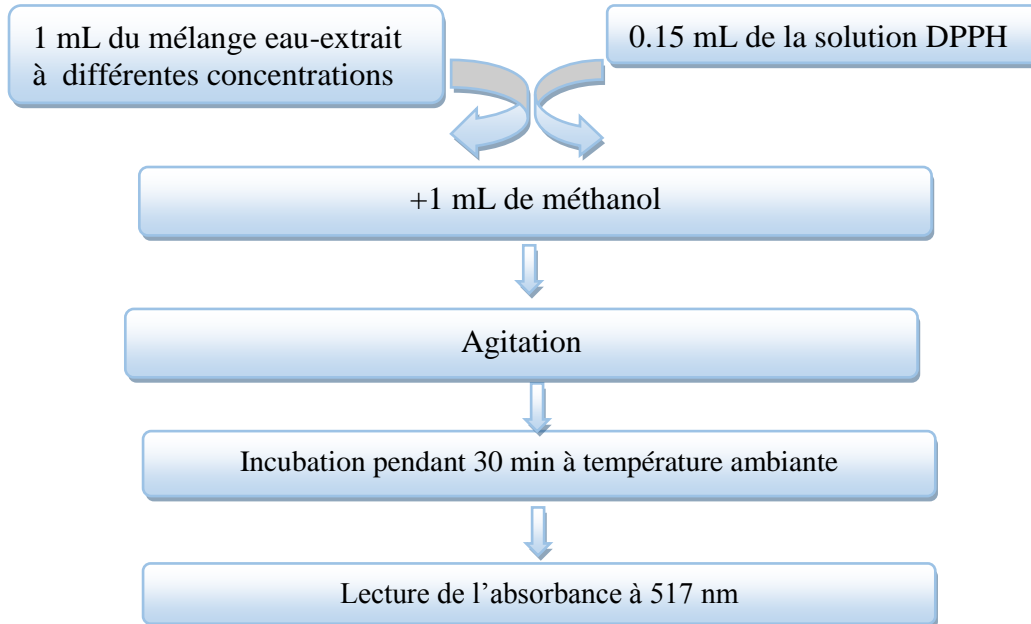 1 mL du mélange eau-extrait
à différentes concentrations
0.15 mL de la solution DPPH
+1 mL de méthanol
Agitation
Incubation pendant 30 min à température ambiante
Lecture de l’absorbance à 517 nm